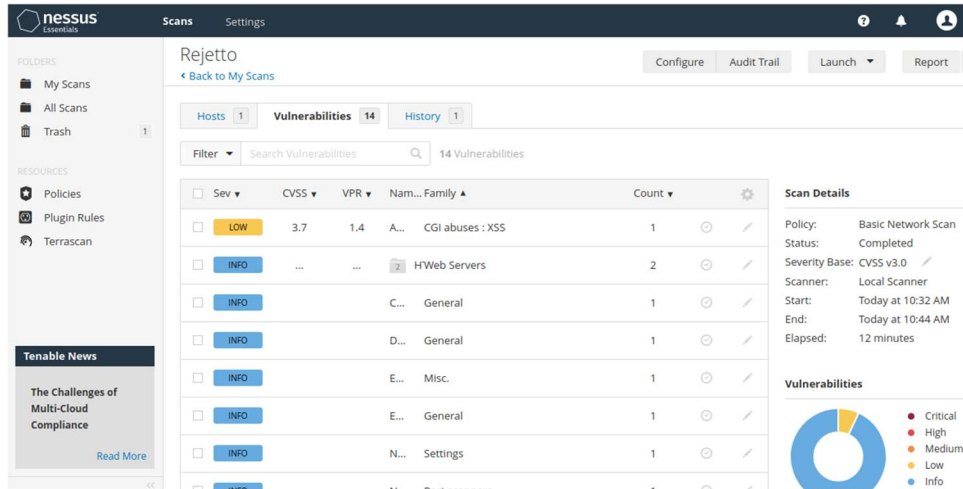 nessus Essentials
Scans Settings
FOLDERS
My Scans
All Scans
Trash 1
RESOURCES
Policies
Plugin Rules
Terrascan
Tenable News
The Challenges of
Multi-Cloud
Compliance
Read More
Rejetto
Back to My Scans
Configure Audit Trail Launch Report
Hosts 1 Vulnerabilities 14 History 1
Filter Search Vulnerabilities 14 Vulnerabilities
Sev CVSS VPR Nam... Family Count
LOW 3.7 1.4 A... CGI abuses : XSS 1
INFO ... ... 2 H'Web Servers 2
INFO C... General 1
INFO D... General 1
INFO E... Misc. 1
INFO E... General 1
INFO N... Settings 1
Scan Details
Policy: Basic Network Scan
Status: Completed
Severity Base: CVSS v3.0
Scanner: Local Scanner
Start: Today at 10:32 AM
End: Today at 10:44 AM
Elapsed: 12 minutes
Vulnerabilities
Critical
High
Medium
Low
Info